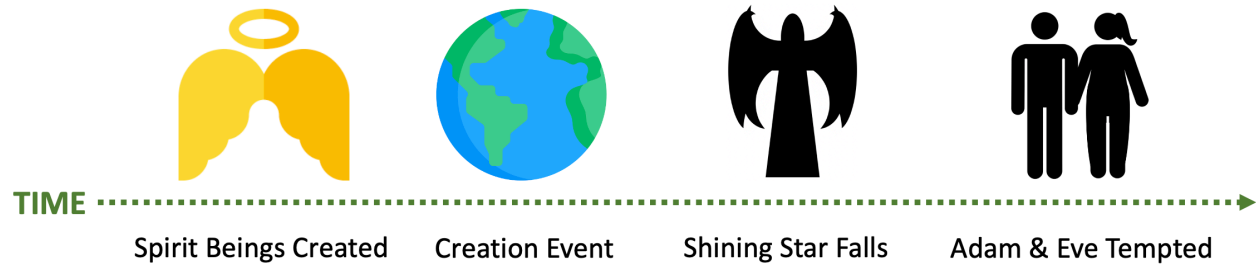 TIME
Spirit Beings Created
Creation Event
Shining Star Falls
Adam & Eve Tempted